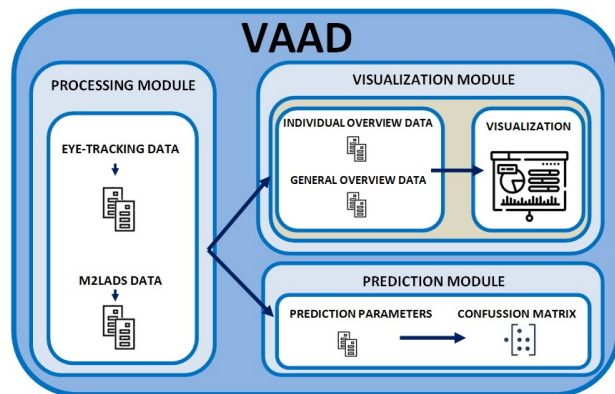 VAAD
PROCESSING MODULE
EYE-TRACKING DATA
M2LADS DATA
VISUALIZATION MODULE
INDIVIDUAL OVERVIEW DATA
GENERAL OVERVIEW DATA
VISUALIZATION
PREDICTION MODULE
PREDICTION PARAMETERS
CONFUSSION MATRIX